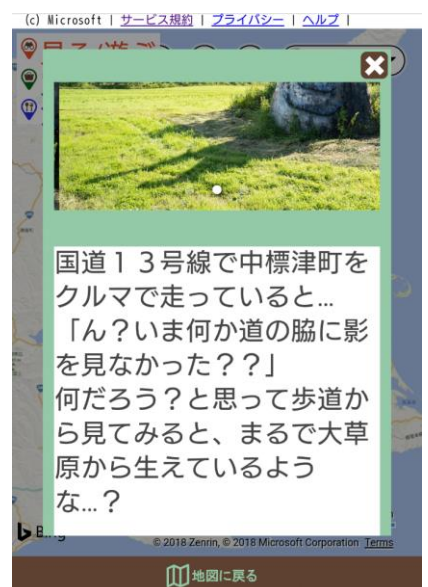 (c) Microsoft | サービス規約 | プライバシー | ヘルプ |
国道１３号線で中標津町を
クルマで走っていると…
「ん？いま何か道の脇に影
を見なかった？？」
何だろう？と思って歩道か
ら見てみると、まるで大草
原から生えているよう
な…？
© 2018 Zenrin, © 2018 Microsoft Corporation Terms
地図に戻る